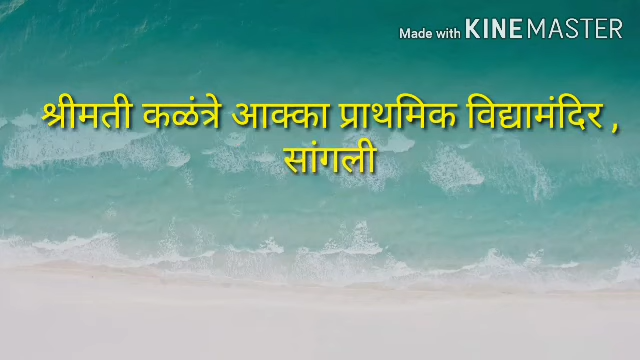 Made with KINEMASTER
श्रीमती कळंत्रे आक्का प्राथमिक विद्यामंदिर ,
सांगली